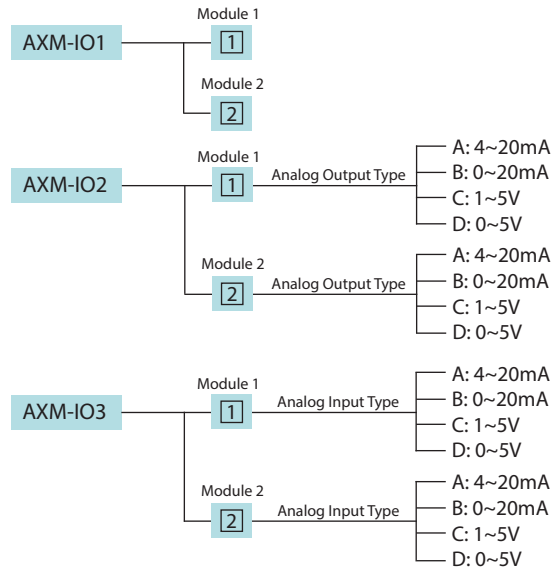 Module 1
AXM-IO1
1
Module 2
2
Module 1
AXM-IO2
1
Analog Output Type
A: 4~20mA
B: 0~20mA
C: 1~5V
D: 0~5V
Module 2
2
Analog Output Type
A: 4~20mA
B: 0~20mA
C: 1~5V
D: 0~5V
Module 1
AXM-IO3
1
Analog Input Type
A: 4~20mA
B: 0~20mA
C: 1~5V
D: 0~5V
Module 2
2
Analog Input Type
A: 4~20mA
B: 0~20mA
C: 1~5V
D: 0~5V